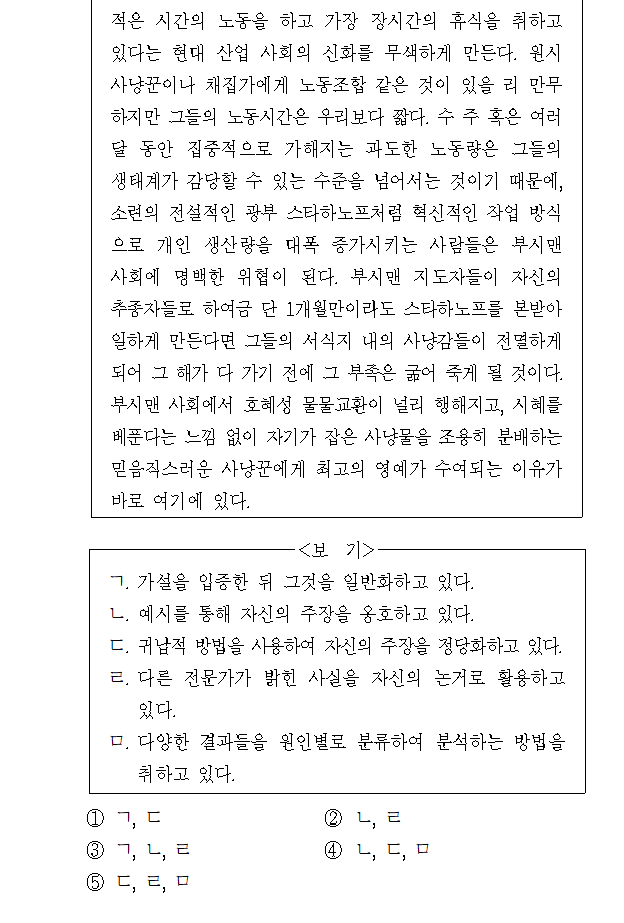 적은 시간의 노동을 하고 가장 장시간의 휴식을 취하고
있다는 현대 산업 사회의 신화를 무색하게 만든다. 원시
사냥꾼이나 채집가에게 노동조합 같은 것이 있을 리 만무
하지만 그들의 노동시간은 우리보다 짧다. 수 주 혹은 여러
달 동안 집중적으로 가해지는 과도한 노동량은 그들의
생태계가 감당할 수 있는 수준을 넘어서는 것이기 때문에,
소련의 전설적인 광부 스타하노프처럼 혁신적인 작업 방식
으로 개인 생산량을 대폭 증가시키는 사람들은 부시맨
사회에 명백한 위협이 된다. 부시맨 지도자들이 자신의
추종자들로 하여금 단 1개월만이라도 스타하노프를 본받아
일하게 만든다면 그들의 서식지 내의 사냥감들이 전멸하게
되어 그 해가 다 가기 전에 그 부족은 굶어 죽게 될 것이다.
부시맨 사회에서 호혜성 물물교환이 널리 행해지고, 시혜를
베푼다는 느낌 없이 자기가 잡은 사냥물을 조용히 분배하는
믿음직스러운 사냥꾼에게 최고의 영예가 수여되는 이유가
바로 여기에 있다.
<보 기>
ㄱ. 가설을 입증한 뒤 그것을 일반화하고 있다.
ㄴ. 예시를 통해 자신의 주장을 옹호하고 있다.
ㄷ. 귀납적 방법을 사용하여 자신의 주장을 정당화하고 있다.
ㄹ. 다른 전문가가 밝힌 사실을 자신의 논거로 활용하고
있다.
ㅁ. 다양한 결과들을 원인별로 분류하여 분석하는 방법을
취하고 있다.
① ㄱ, ㄷ ② ㄴ, ㄹ
③ ㄱ, ㄴ, ㄹ ④ ㄴ, ㄷ, ㅁ
⑤ ㄷ, ㄹ, ㅁ